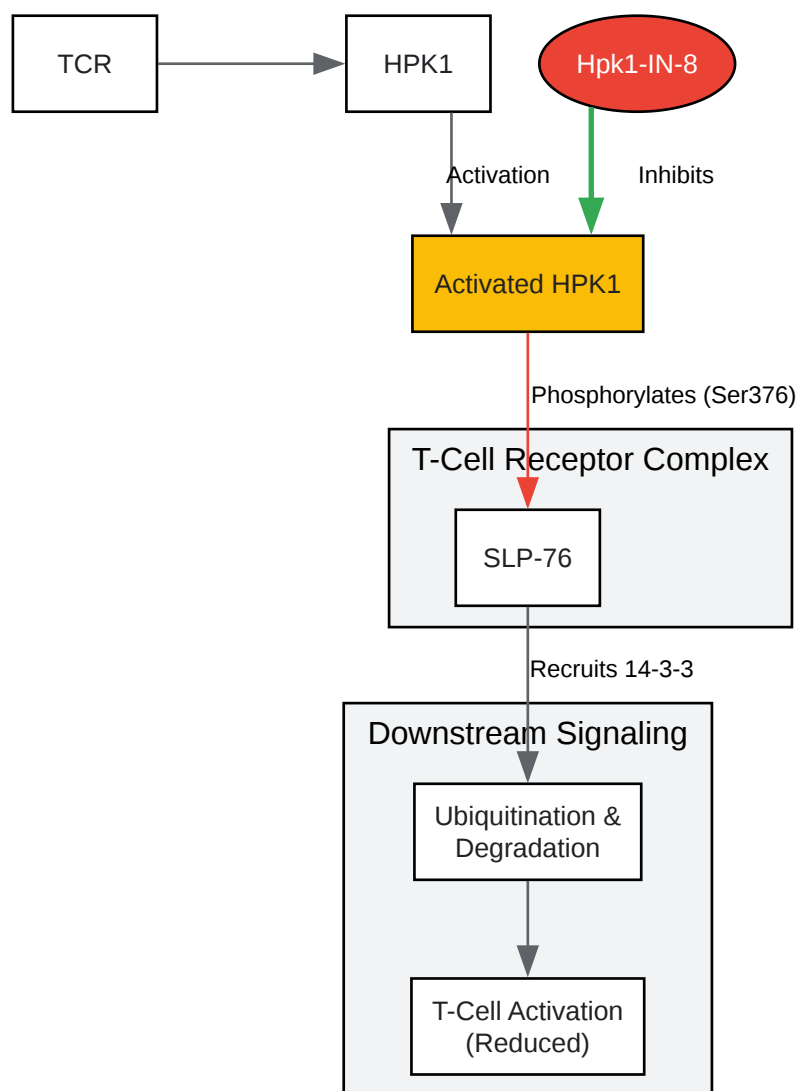 TCR
HPK1
Hpk1-IN-8
Activation
Inhibits
Activated HPK1
Phosphorylates (Ser376)
T-Cell Receptor Complex
SLP-76
Recruits 14-3-3
Downstream Signaling
Ubiquitination &
Degradation
T-Cell Activation
(Reduced)